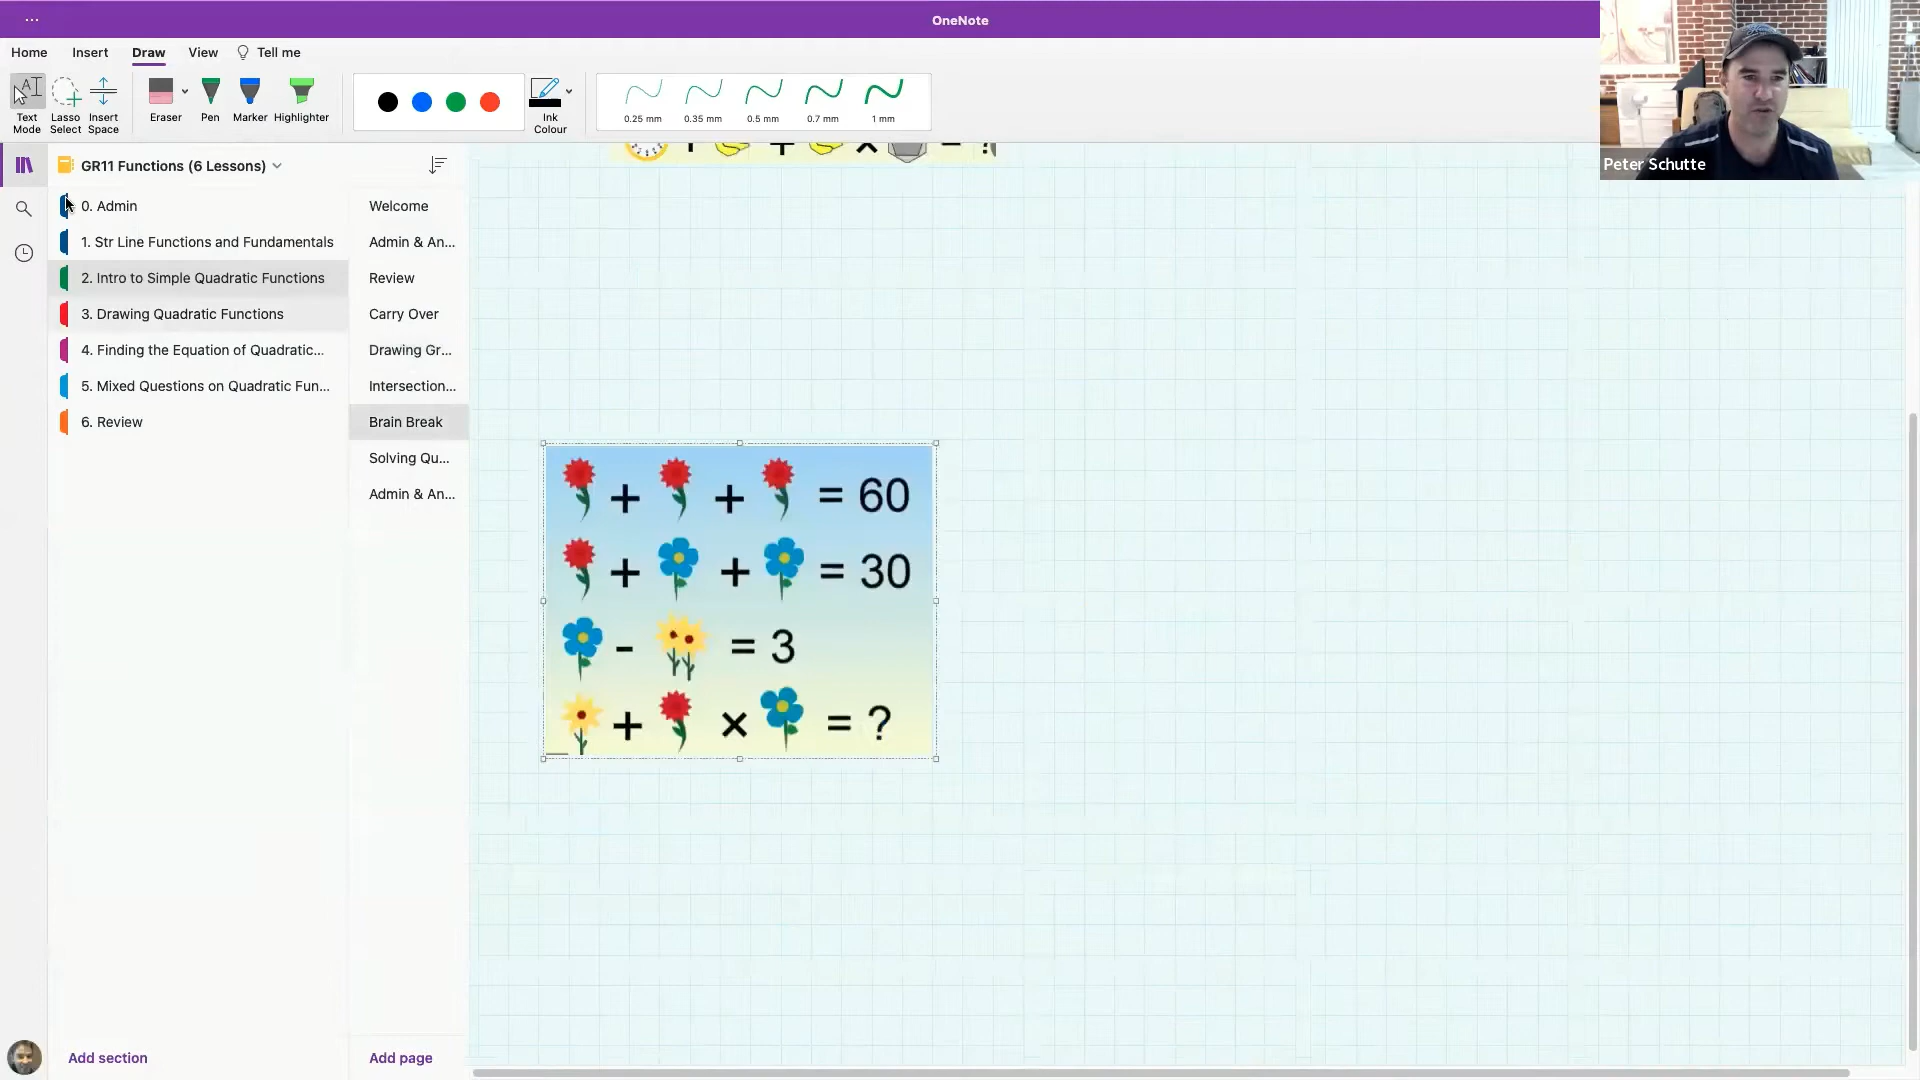 OneNote
Home Insert Draw View Tell me
Text Mode
Lasso Select
Insert Space
Eraser
Pen
Marker
Highlighter
Ink Colour
0.25 mm 0.35 mm 0.5 mm 0.7 mm 1 mm
Peter Schutte
GR11 Functions (6 Lessons)
0. Admin
1. Str Line Functions and Fundamentals
2. Intro to Simple Quadratic Functions
3. Drawing Quadratic Functions
4. Finding the Equation of Quadratic...
5. Mixed Questions on Quadratic Fun...
6. Review
Welcome
Admin & An...
Review
Carry Over
Drawing Gr...
Intersection...
Brain Break
Solving Qu...
Admin & An...
+ + × = ?
+ + = 60
+ + = 30
- = 3
+ × = ?
Add section
Add page